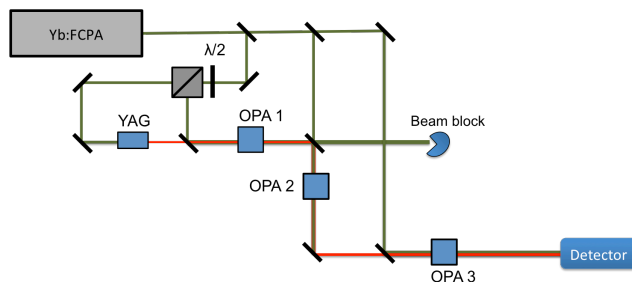 Yb:FCPA
λ/2
YAG
OPA 1
Beam block
OPA 2
Detector
OPA 3